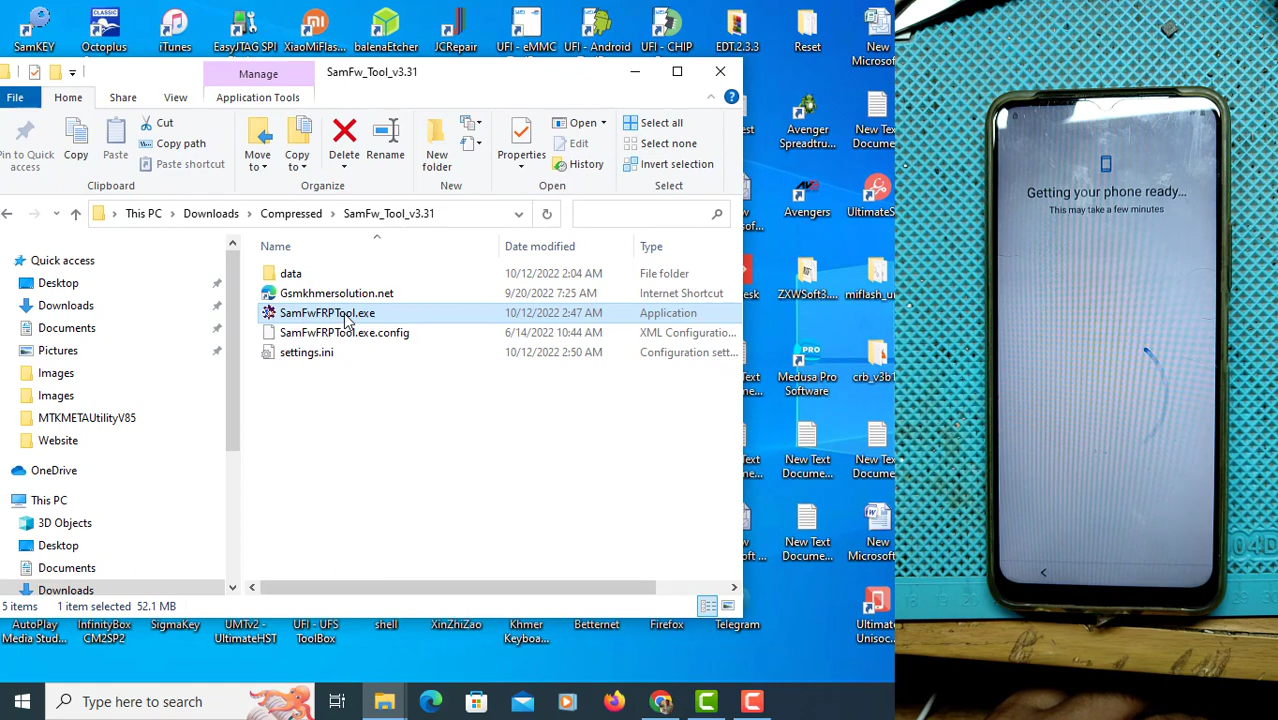 SamKEY
Octoplus
iTunes
EasyJTAG SPI
XiaoMiFlas...
balenaEtcher
JCRepair
UFI - eMMC
UFI - Android
UFI - CHIP
EDT.2.3.3
Reset
New
Microsof...
CLASSIC
Manage
SamFw_Tool_v3.31
File
Home
Share
View
Application Tools
Pin to Quick
access
Copy
Paste
Cut
Copy path
Paste shortcut
Move
to
Copy
to
Delete
Rename
New
folder
Properties
Open
Edit
History
Select all
Select none
Invert selection
Clipboard
Organize
New
Open
Select
This PC
Downloads
Compressed
SamFw_Tool_v3.31
Name
Date modified
Type
data
10/12/2022 2:04 AM
File folder
Gsmkhmersolution.net
9/20/2022 7:25 AM
Internet Shortcut
SamFwFRPTool.exe
10/12/2022 2:47 AM
Application
SamFwFRPTool.exe.config
6/14/2022 10:44 AM
XML Configuratio...
settings.ini
10/12/2022 2:50 AM
Configuration sett...
Quick access
Desktop
Downloads
Documents
Pictures
Images
Images
MTKMETAUtilityV85
Website
OneDrive
This PC
3D Objects
Desktop
Documents
Downloads
5 items
1 item selected 52.1 MB
Avenger
Spreadtru...
New Text
Docume...
Avengers
UltimateS...
ZXWSoft3....
miflash_un
PRO
Medusa Pro
Software
crb_v3b1
New Text
Docume...
New Text
Docume...
New Text
Docume...
New
Microsoft...
Ultimate
Unisoc...
AutoPlay
Media Stud...
InfinityBox
CM2SP2
SigmaKey
UMTv2 -
UltimateHST
UFI - UFS
ToolBox
shell
XinZhiZao
Khmer
Keyboa...
Betternet
Firefox
Telegram
Type here to search
Getting your phone ready...
This may take a few minutes